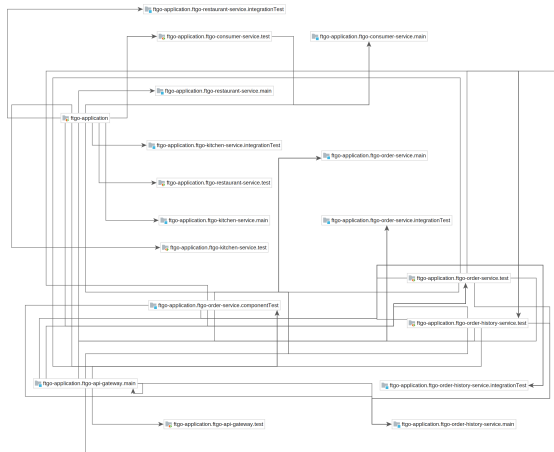 ftgo-application.ftgo-restaurant-service.integrationTest
ftgo-application.ftgo-consumer-service.test
ftgo-application.ftgo-consumer-service.main
ftgo-application.ftgo-restaurant-service.main
ftgo-application
ftgo-application.ftgo-kitchen-service.integrationTest
ftgo-application.ftgo-order-service.main
ftgo-application.ftgo-restaurant-service.test
ftgo-application.ftgo-kitchen-service.main
ftgo-application.ftgo-order-service.integrationTest
ftgo-application.ftgo-kitchen-service.test
ftgo-application.ftgo-order-service.test
ftgo-application.ftgo-order-service.componentTest
ftgo-application.ftgo-order-history-service.test
ftgo-application.ftgo-api-gateway.main
ftgo-application.ftgo-order-history-service.integrationTest
ftgo-application.ftgo-api-gateway.test
ftgo-application.ftgo-order-history-service.main